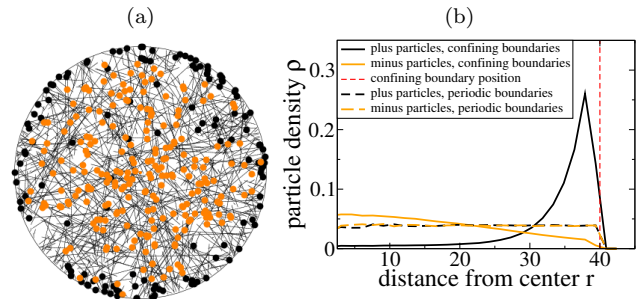 (a)
(b)
plus particles, confining boundaries
minus particles, confining boundaries
confining boundary position
plus particles, periodic boundaries
minus particles, periodic boundaries
particle density ρ
0.3
0.2
0.1
0
10
20
30
40
distance from center r